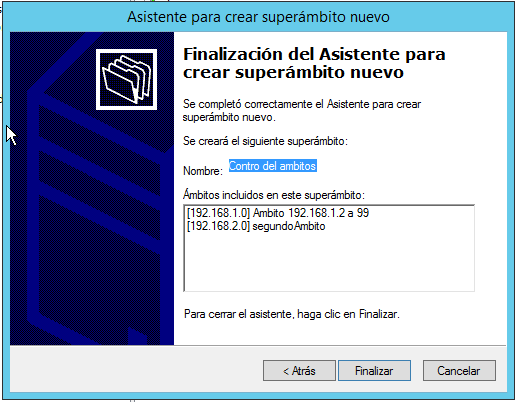 Asistente para crear superámbito nuevo
Finalización del Asistente para
crear superámbito nuevo
Se completó correctamente el Asistente para crear
superámbito nuevo.
Se creará el siguiente superámbito:
Nombre: Contro del ambitos
Ámbitos incluidos en este superámbito:
[192.168.1.0] Ambito 192.168.1.2 a 99
[192.168.2.0] segundoAmbito
Para cerrar el asistente, haga clic en Finalizar.
< Atrás Finalizar Cancelar